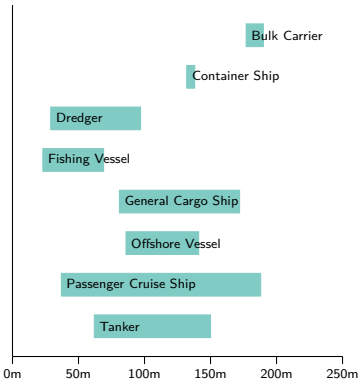 Bulk Carrier
Container Ship
Dredger
Fishing Vessel
General Cargo Ship
Offshore Vessel
Passenger Cruise Ship
Tanker
0m 50m 100m 150m 200m 250m